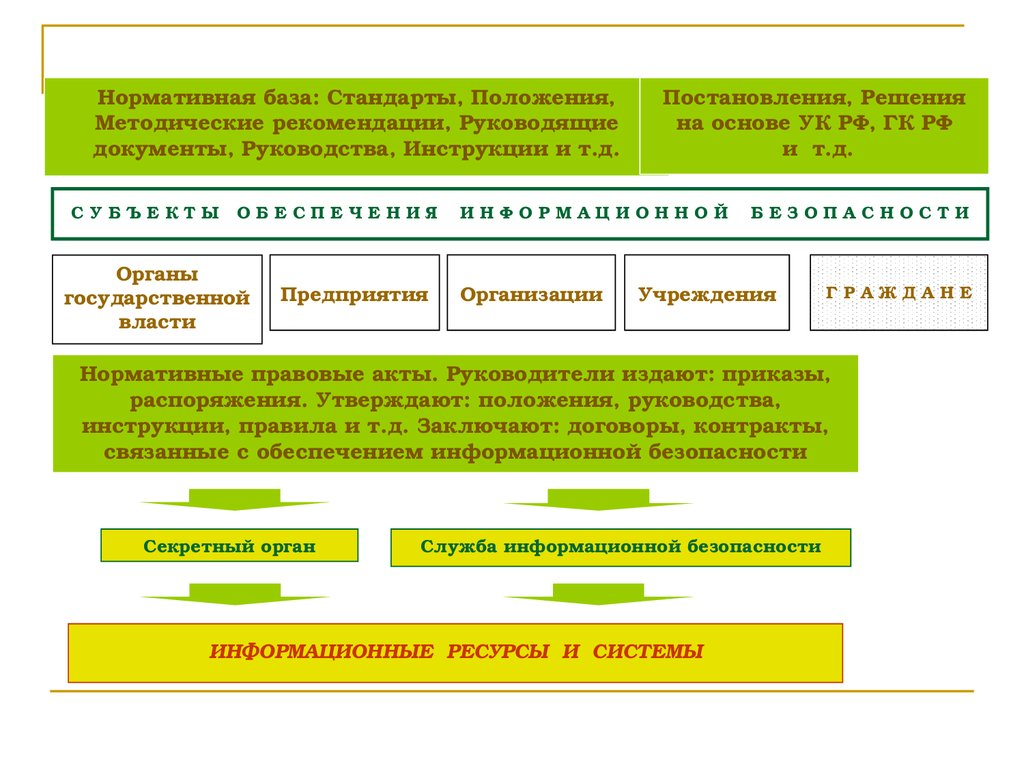 Нормативная база: Стандарты, Положения,
Методические рекомендации, Руководящие
документы, Руководства, Инструкции и т.д.
Постановления, Решения
на основе УК РФ, ГК РФ
и т.д.
СУБЪЕКТЫ ОБЕСПЕЧЕНИЯ ИНФОРМАЦИОННОЙ БЕЗОПАСНОСТИ
Органы
государственной
власти
Предприятия
Организации
Учреждения
ГРАЖДАНЕ
Нормативные правовые акты. Руководители издают: приказы,
распоряжения. Утверждают: положения, руководства,
инструкции, правила и т.д. Заключают: договоры, контракты,
связанные с обеспечением информационной безопасности
Секретный орган
Служба информационной безопасности
ИНФОРМАЦИОННЫЕ РЕСУРСЫ И СИСТЕМЫ